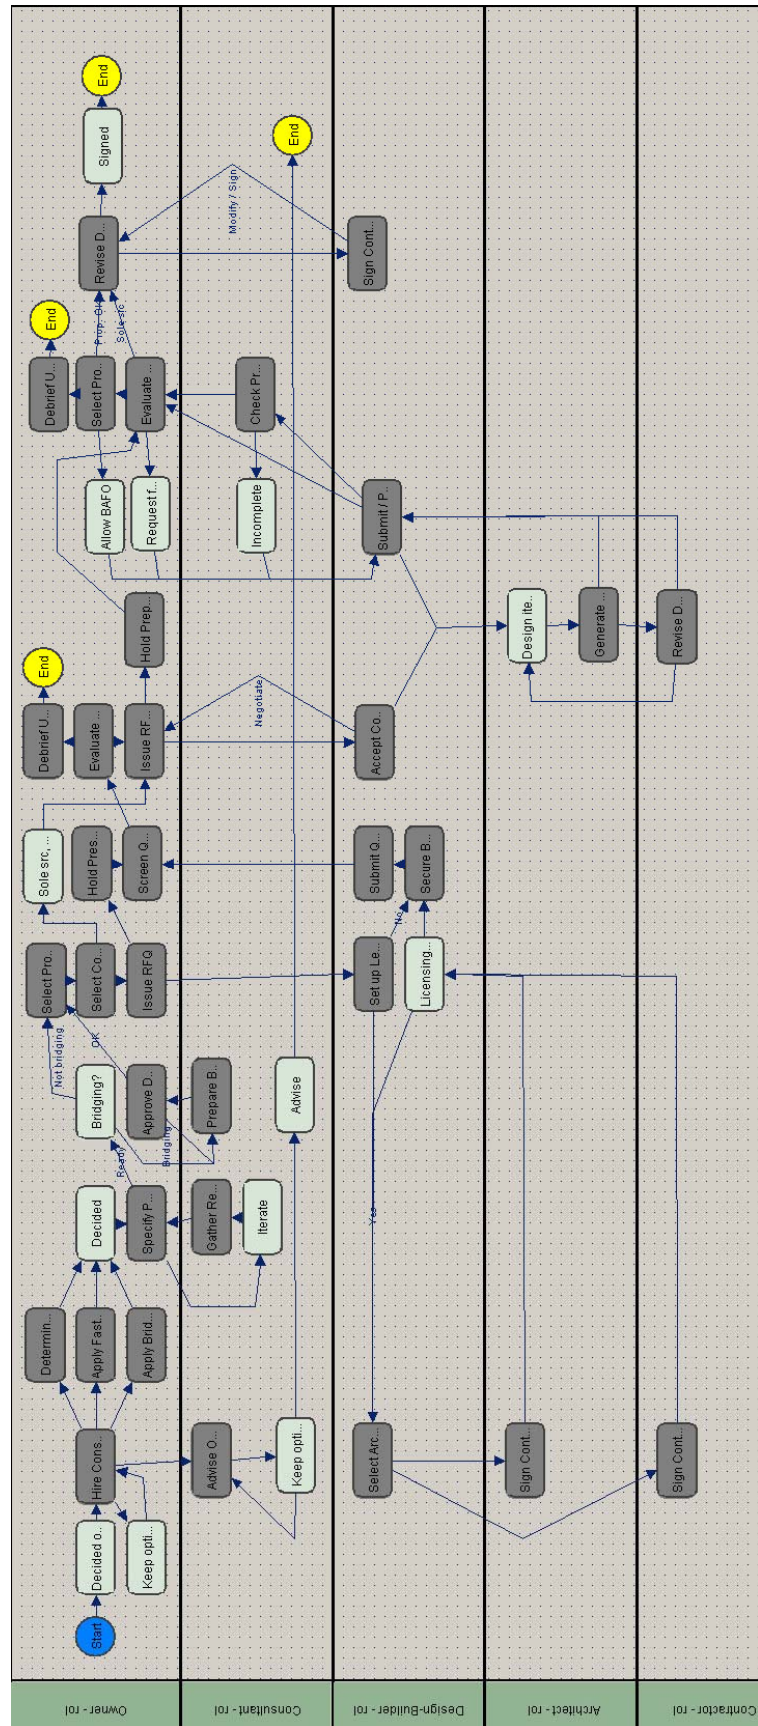 Start
Decided o..
Keep opti..
Hire Cons..
Determin...
Apply Fast..
Apply Brid..
Decided
Specify P...
Ready
Bridging?
Approve D..
Bridging
Not bridging
OK
Select Pro..
Select Co...
Issue RFQ
Sole src, ...
Hold Pres...
Screen Q...
Debrief U...
Evaluate ...
Issue RF...
End
Hold Prep...
Allow BAFO
Request f...
Debrief U...
Select Pro..
Evaluate ...
End
Sole src
Revise D...
Signed
End
Owner - rol
Advise O...
Keep opti...
Gather Re..
Iterate
Prepare B..
Advise
Negotiate
Incomplete
Check Pr...
Modify / Sign
End
Consultant - rol
Select Arc..
Yes
Set up Le...
Licensing...
No
Submit Q...
Secure B...
Accept Co..
Submit / P..
Sign Cont...
Design-Builder - rol
Sign Cont...
Design ite..
Generate ...
Architect - rol
Sign Cont...
Revise D...
Contractor - rol